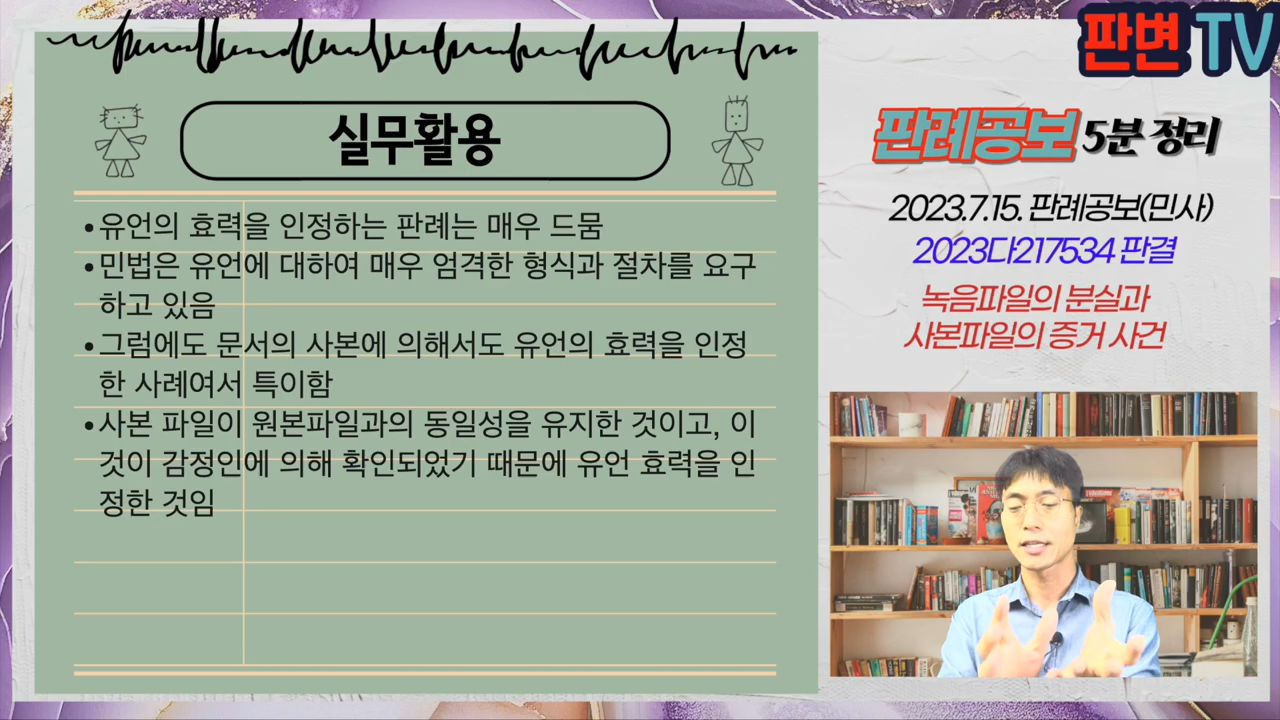 판변 TV
실무활용
•유언의 효력을 인정하는 판례는 매우 드뭄
•민법은 유언에 대하여 매우 엄격한 형식과 절차를 요구
하고 있음
•그럼에도 문서의 사본에 의해서도 유언의 효력을 인정
한 사례여서 특이함
•사본 파일이 원본파일과의 동일성을 유지한 것이고, 이
것이 감정인에 의해 확인되었기 때문에 유언 효력을 인
정한 것임
판례공보 5분 정리
2023.7.15. 판례공보(민사)
2023다217534 판결
녹음파일의 분실과
사본파일의 증거 사건